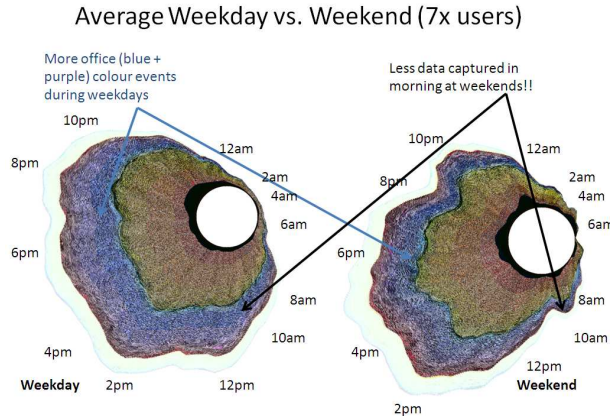 Average Weekday vs. Weekend (7x users)
More office (blue +
purple) colour events
during weekdays
Less data captured in
morning at weekends!!
10pm
12am
2am
4am
6am
8am
10am
12pm
2pm
4pm
6pm
8pm
Weekday
10pm
12am
2am
4am
6am
8am
10am
12pm
2pm
4pm
6pm
8pm
Weekend